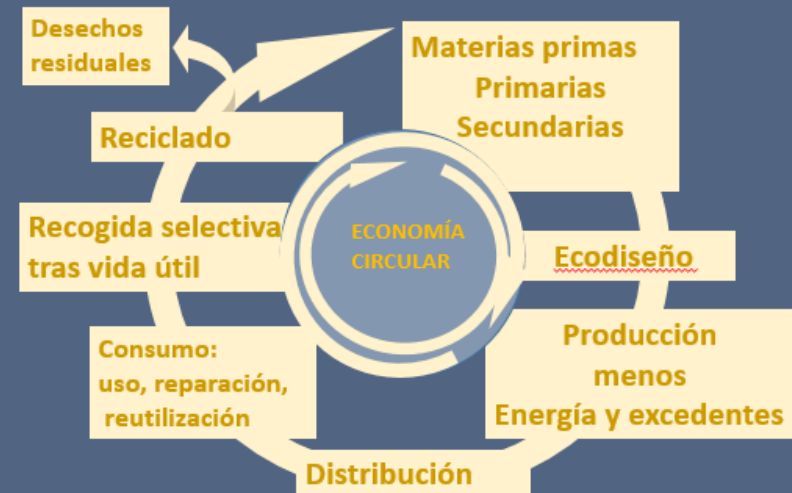 Desechos
residuales
Materias primas
Primarias
Secundarias
Reciclado
Recogida selectiva
tras vida útil
ECONOMÍA
CIRCULAR
Ecodiseño
Producción
menos
Energía y excedentes
Consumo:
uso, reparación,
reutilización
Distribución